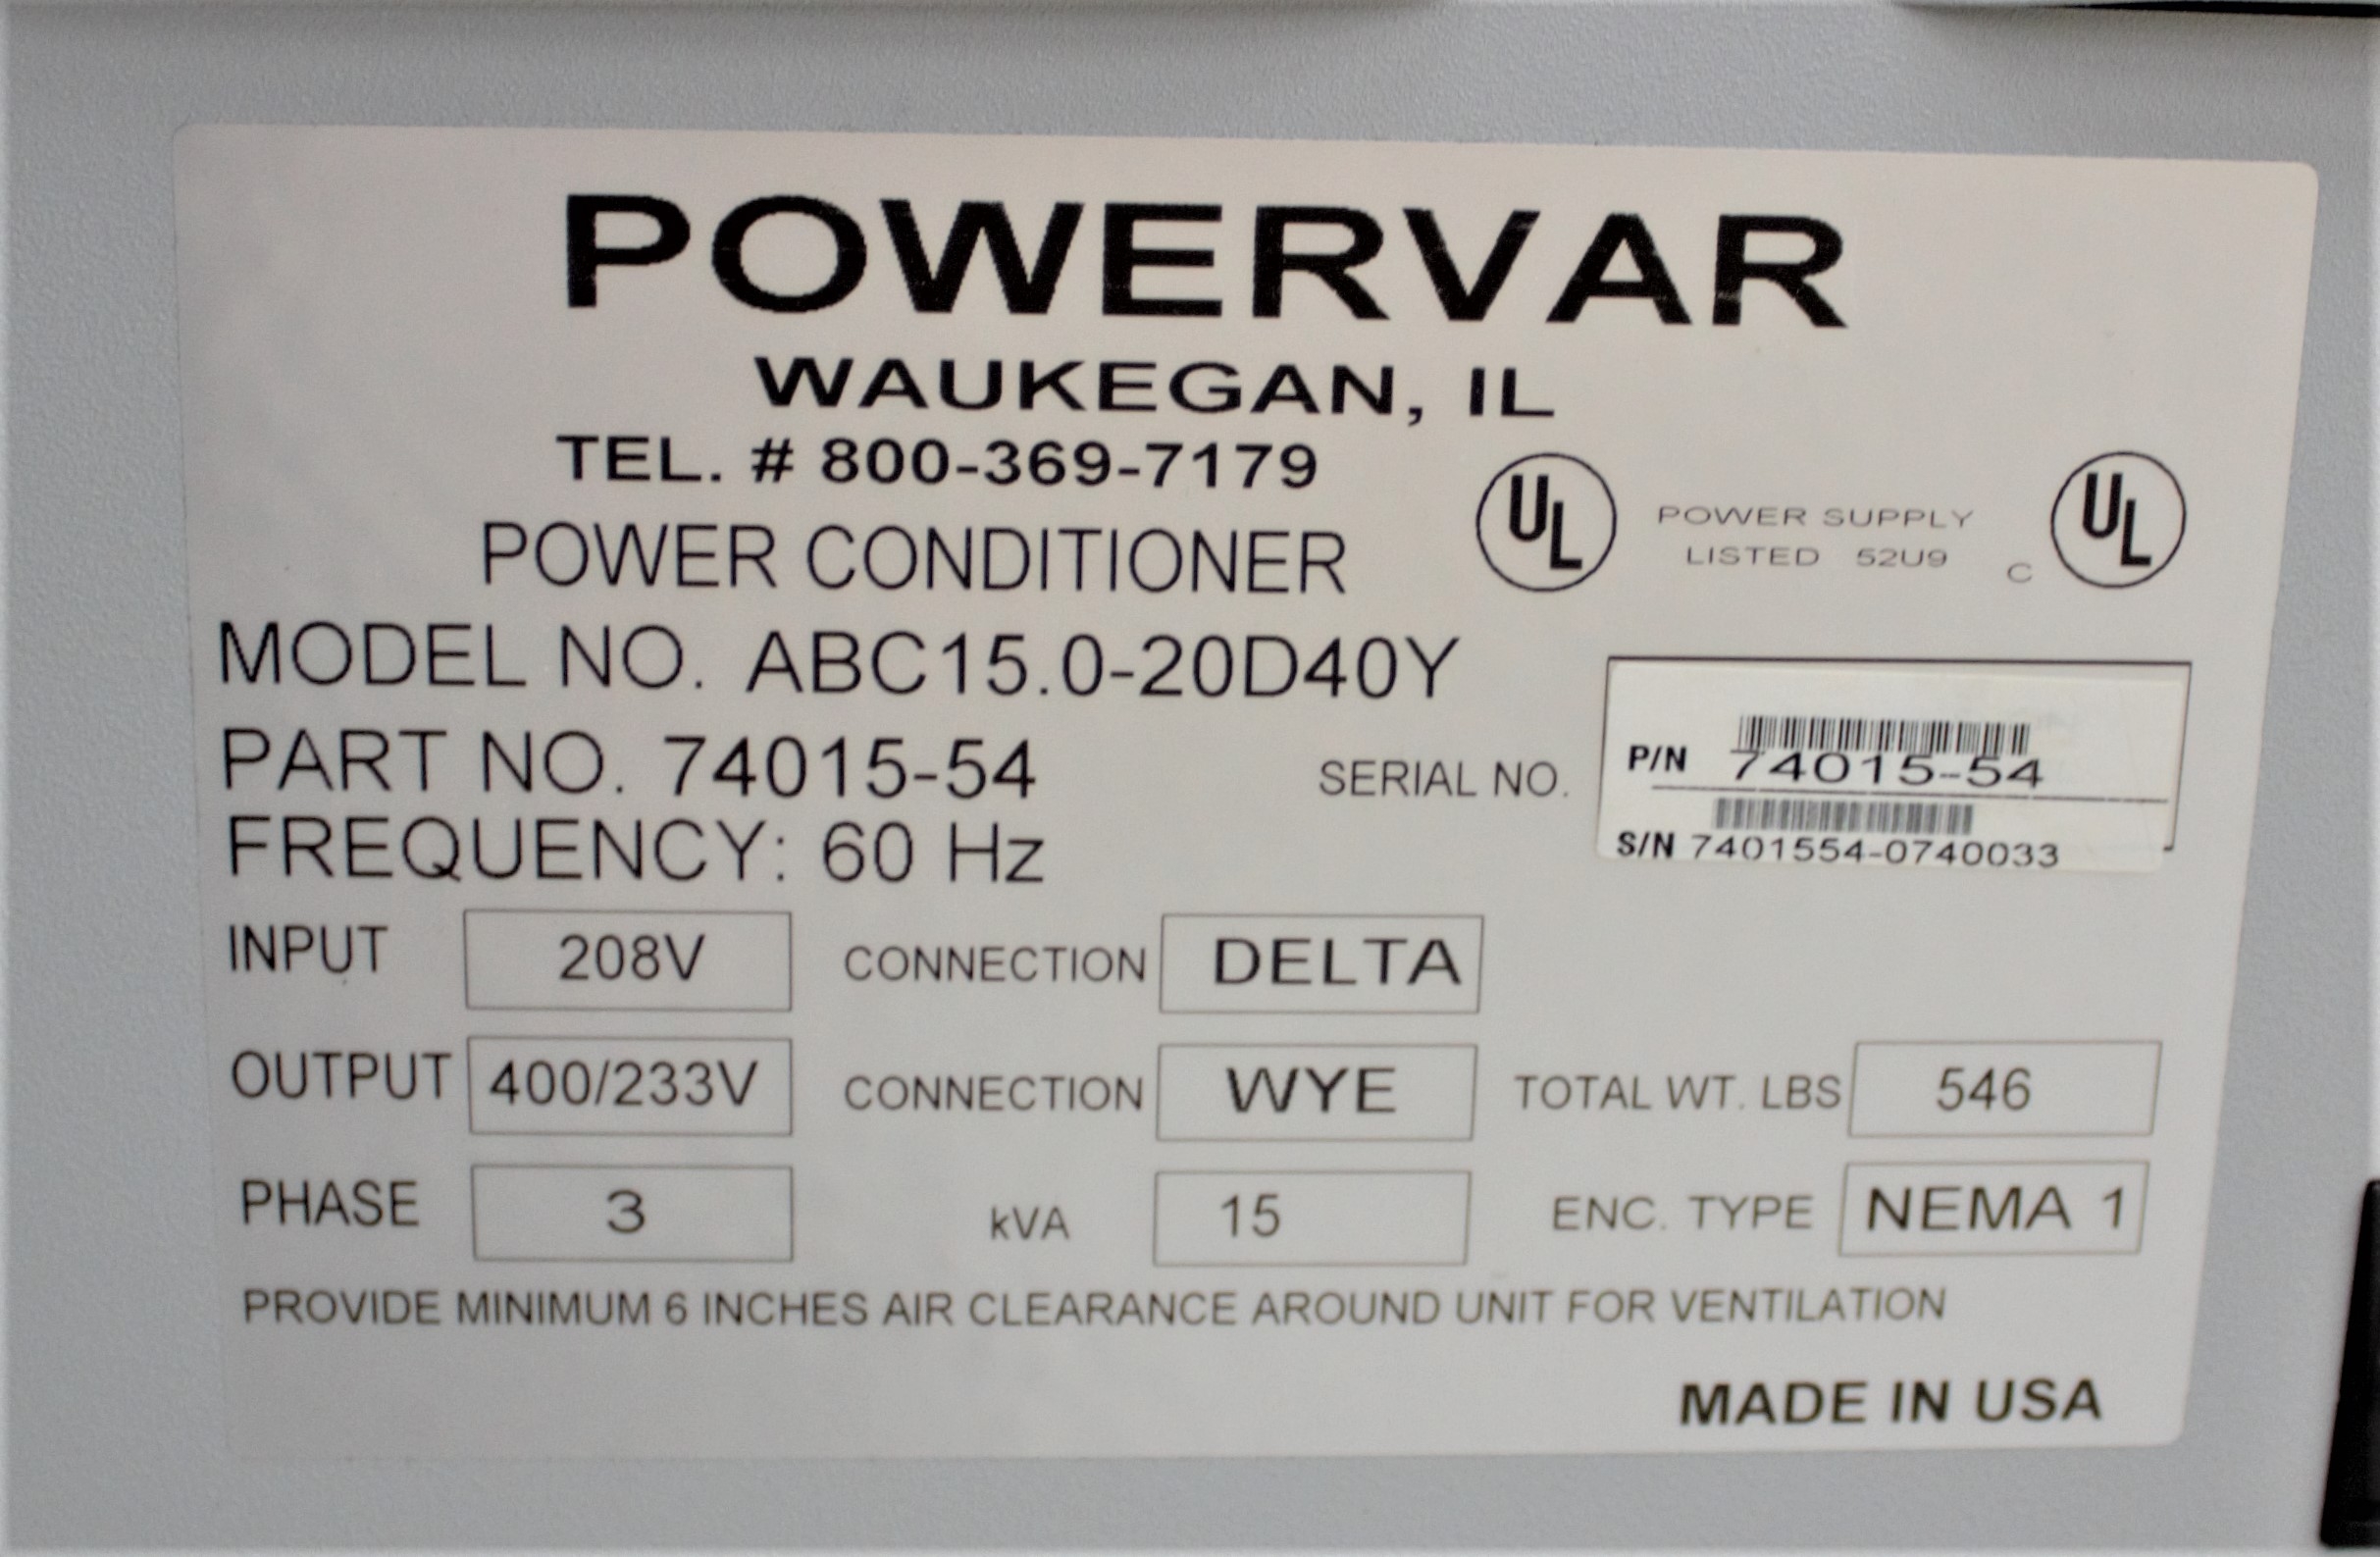 POWERVAR
WAUKEGAN, IL
TEL. # 800-369-7179
POWER CONDITIONER
UL POWER SUPPLY C UL
LISTED 52U9
MODEL NO. ABC15.0-20D40Y
PART NO. 74015-54
SERIAL NO.
P/N 74015-54
S/N 7401554-0740033
FREQUENCY: 60 Hz
INPUT 208V CONNECTION DELTA
OUTPUT 400/233V CONNECTION WYE TOTAL WT. LBS 546
PHASE 3 kVA 15 ENC. TYPE NEMA 1
PROVIDE MINIMUM 6 INCHES AIR CLEARANCE AROUND UNIT FOR VENTILATION
MADE IN USA